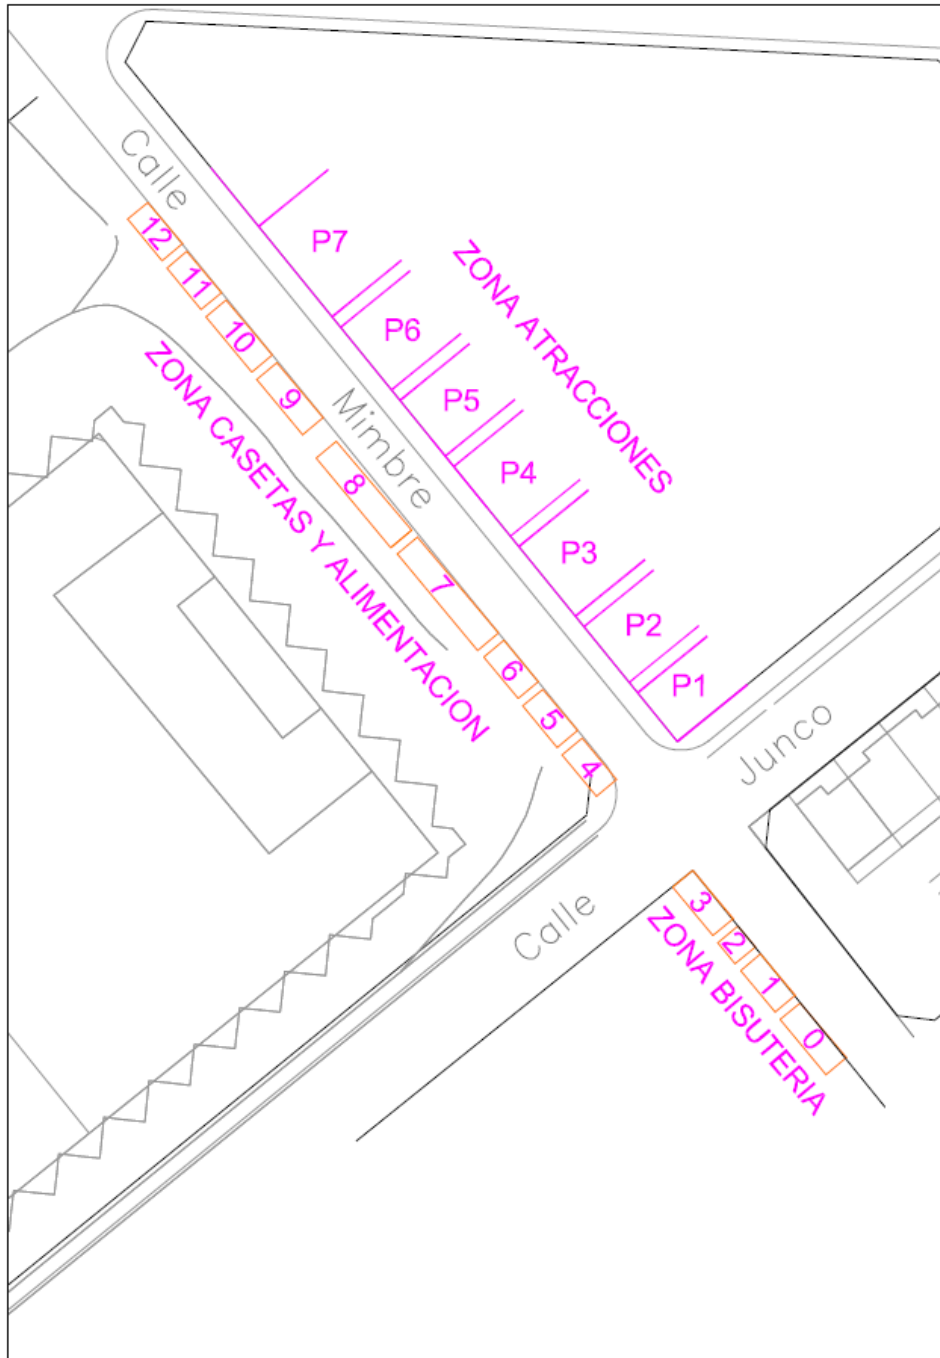 Calle
12
11
10
9
8
7
6
5
4
Mimbre
P7
P6
P5
P4
P3
P2
P1
ZONA ATRACCIONES
ZONA CASETAS Y ALIMENTACION
Calle
Junco
3
2
1
0
ZONA BISUTERIA